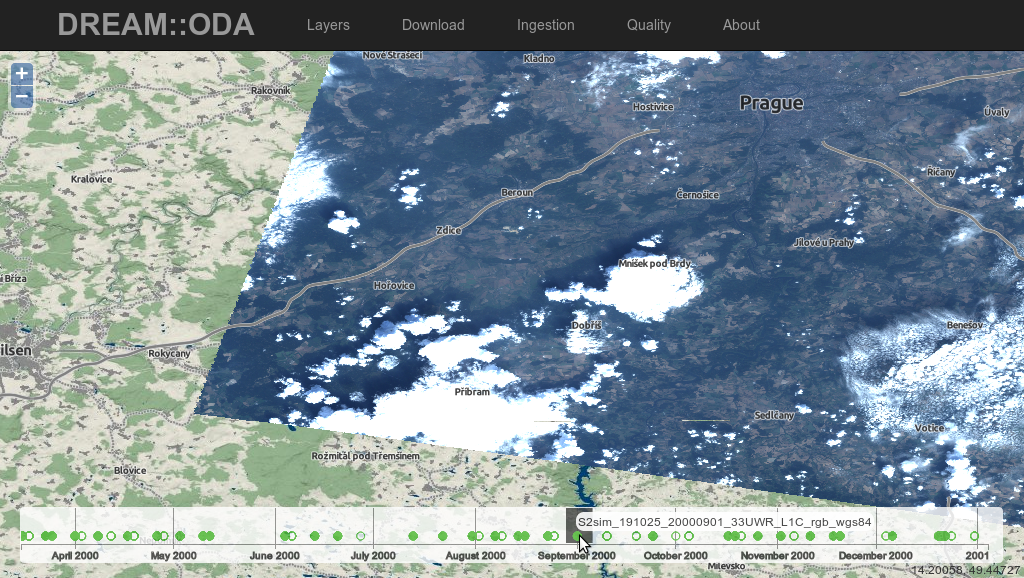 DREAM::ODA Layers Download Ingestion Quality About
Nové Strašecí
Kladno
+
−
Rakovník
Hostivice
Prague
Úvaly
Kralovice
Říčany
Beroun
Černošice
Zdice
Jílové u Prahy
Mníšek pod Brdy
ní Bříza
Hořovice
Dobříš
Benešov
ilsen
Rokycany
Příbram
Sedlčany
Votice
Rožmitál pod Třemšínem
Blovice
S2sim_191025_20000901_33UWR_L1C_rgb_wgs84
April 2000 May 2000 June 2000 July 2000 August 2000 September 2000 October 2000 November 2000 December 2000 2001
Milevsko
14.20058, 49.44727